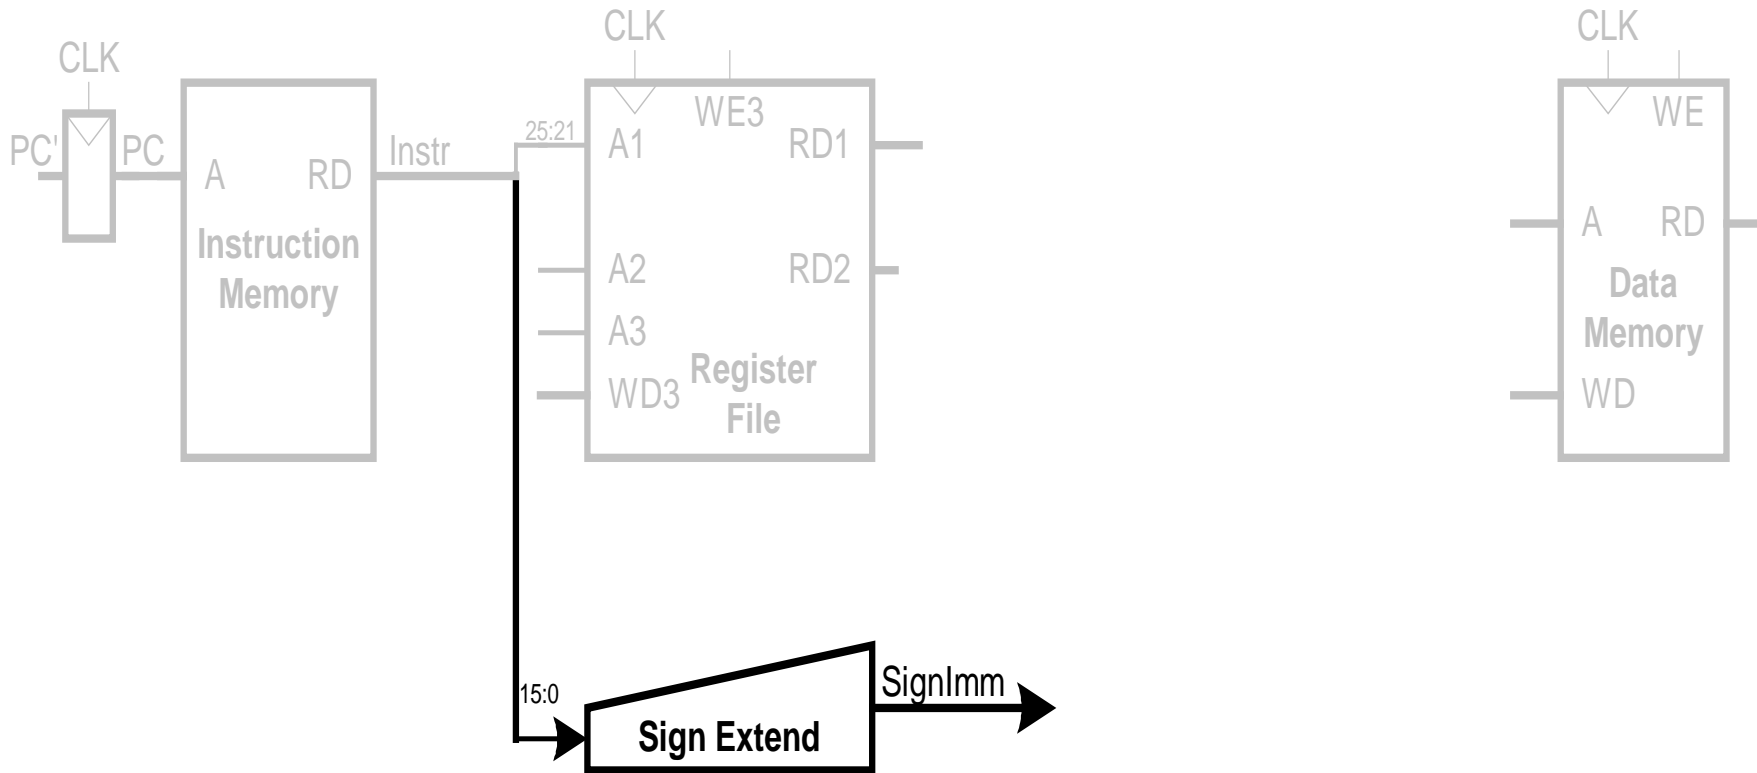 CLK
CLK
CLK
PC'
PC
A
RD
Instruction
Memory
Instr
25:21
A1
WE3
RD1
A2
RD2
A3
WD3
Register
File
WE
A
RD
Data
Memory
WD
15:0
Sign Extend
SignImm